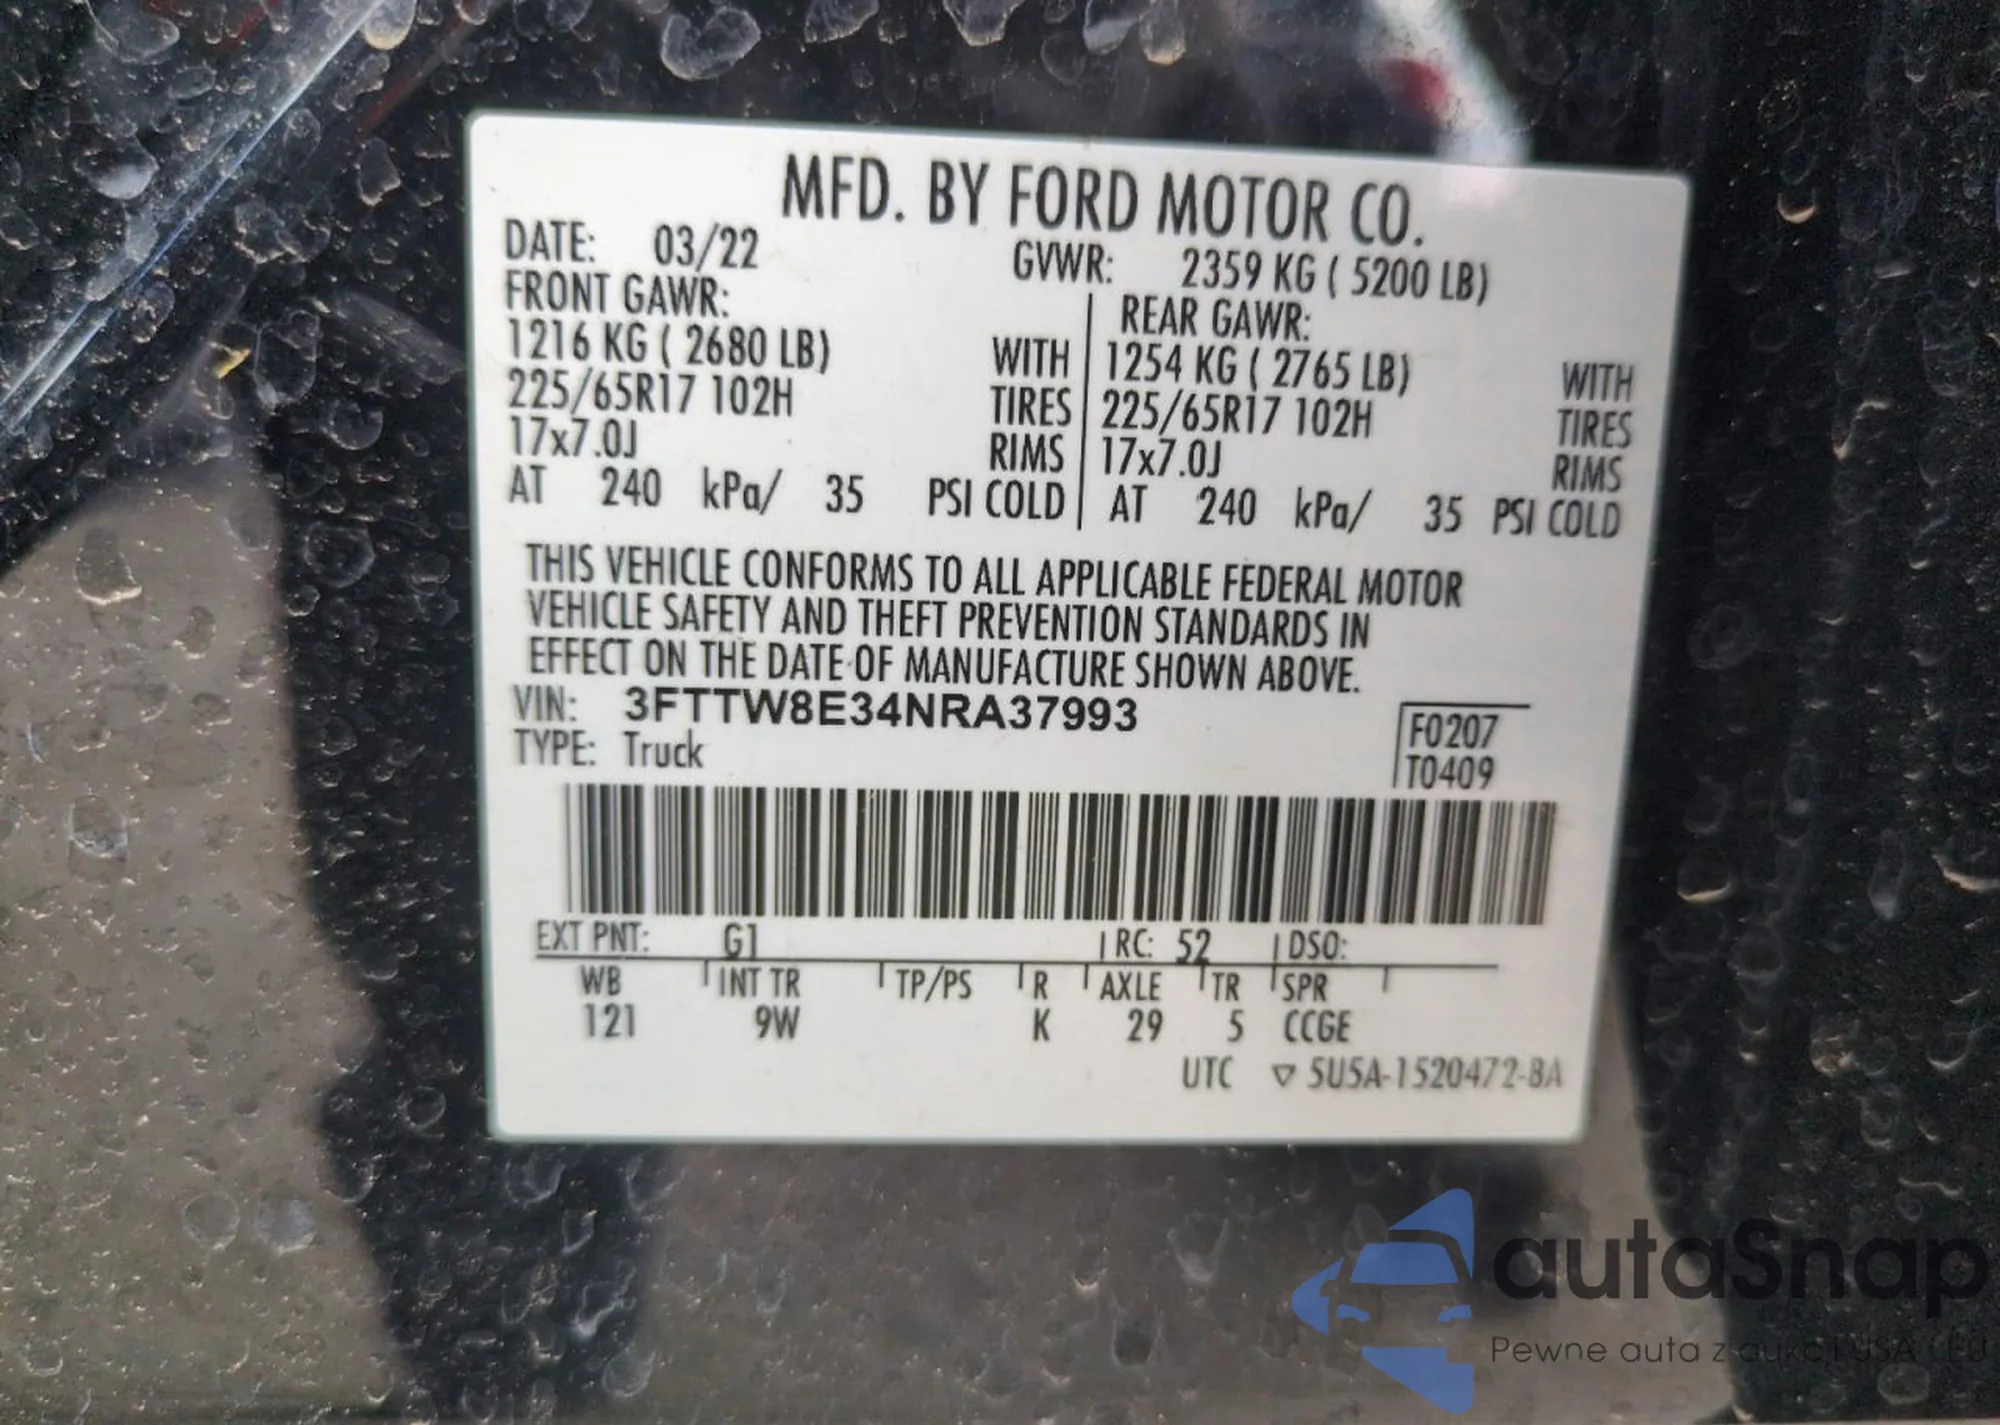 MFD. BY FORD MOTOR CO.
DATE: 03/22 GVWR: 2359 KG ( 5200 LB)
FRONT GAWR: REAR GAWR:
1216 KG ( 2680 LB) WITH 1254 KG ( 2765 LB) WITH
225/65R17 102H TIRES 225/65R17 102H TIRES
17x7.0J RIMS 17x7.0J RIMS
AT 240 kPa/ 35 PSI COLD AT 240 kPa/ 35 PSI COLD
THIS VEHICLE CONFORMS TO ALL APPLICABLE FEDERAL MOTOR
VEHICLE SAFETY AND THEFT PREVENTION STANDARDS IN
EFFECT ON THE DATE OF MANUFACTURE SHOWN ABOVE.
VIN: 3FTTW8E34NRA37993
TYPE: Truck
F0207
T0409
EXT PNT: G1 RC: 52 DSO:
WB INT TR TP/PS R AXLE TR SPR
121 9W K 29 5 CCGE
UTC ▽ 5U5A-1520472-BA
autaSnap
Pewne auta z aukcji USA i EU